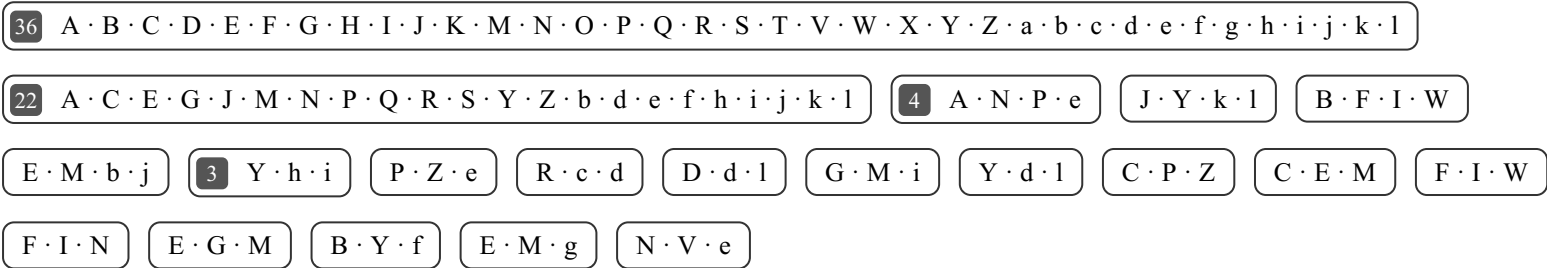 36 A · B · C · D · E · F · G · H · I · J · K · M · N · O · P · Q · R · S · T · V · W · X · Y · Z · a · b · c · d · e · f · g · h · i · j · k · l
22 A · C · E · G · J · M · N · P · Q · R · S · Y · Z · b · d · e · f · h · i · j · k · l 4 A · N · P · e J · Y · k · l B · F · I · W
E · M · b · j 3 Y · h · i P · Z · e R · c · d D · d · l G · M · i Y · d · l C · P · Z C · E · M F · I · W
F · I · N E · G · M B · Y · f E · M · g N · V · e